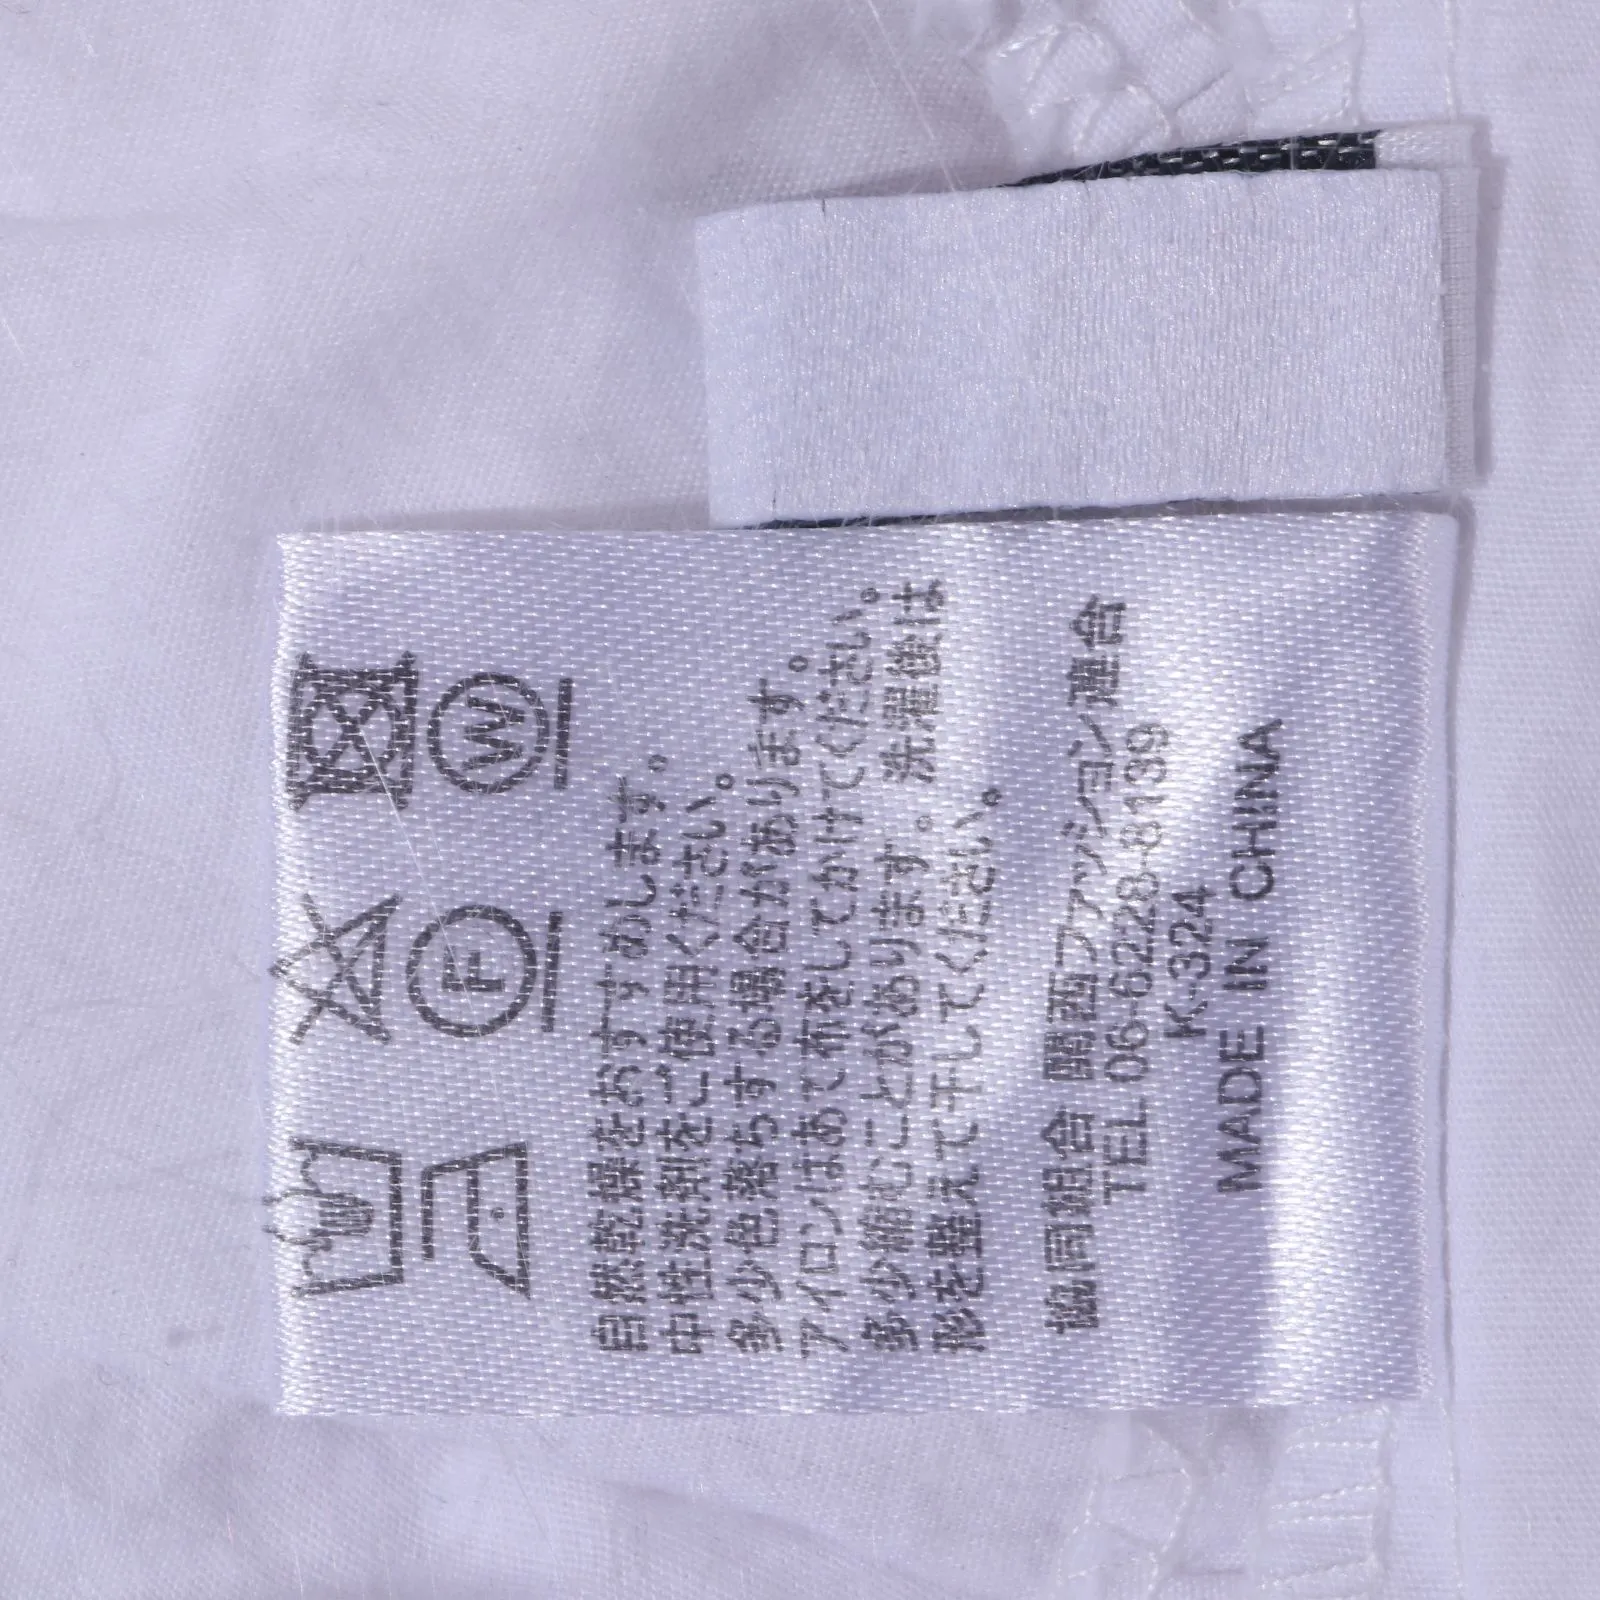 W
F
自然乾燥をおすすめします。
中性洗剤をご使用ください。
多少色落ちする場合があります。
アイロンはあて布をしてかけてください。
多少縮むことがあります。洗濯後は
形を整えて干してください。
協同組合 関西ファッション連合
TEL 06-6228-8139
K-324
MADE IN CHINA